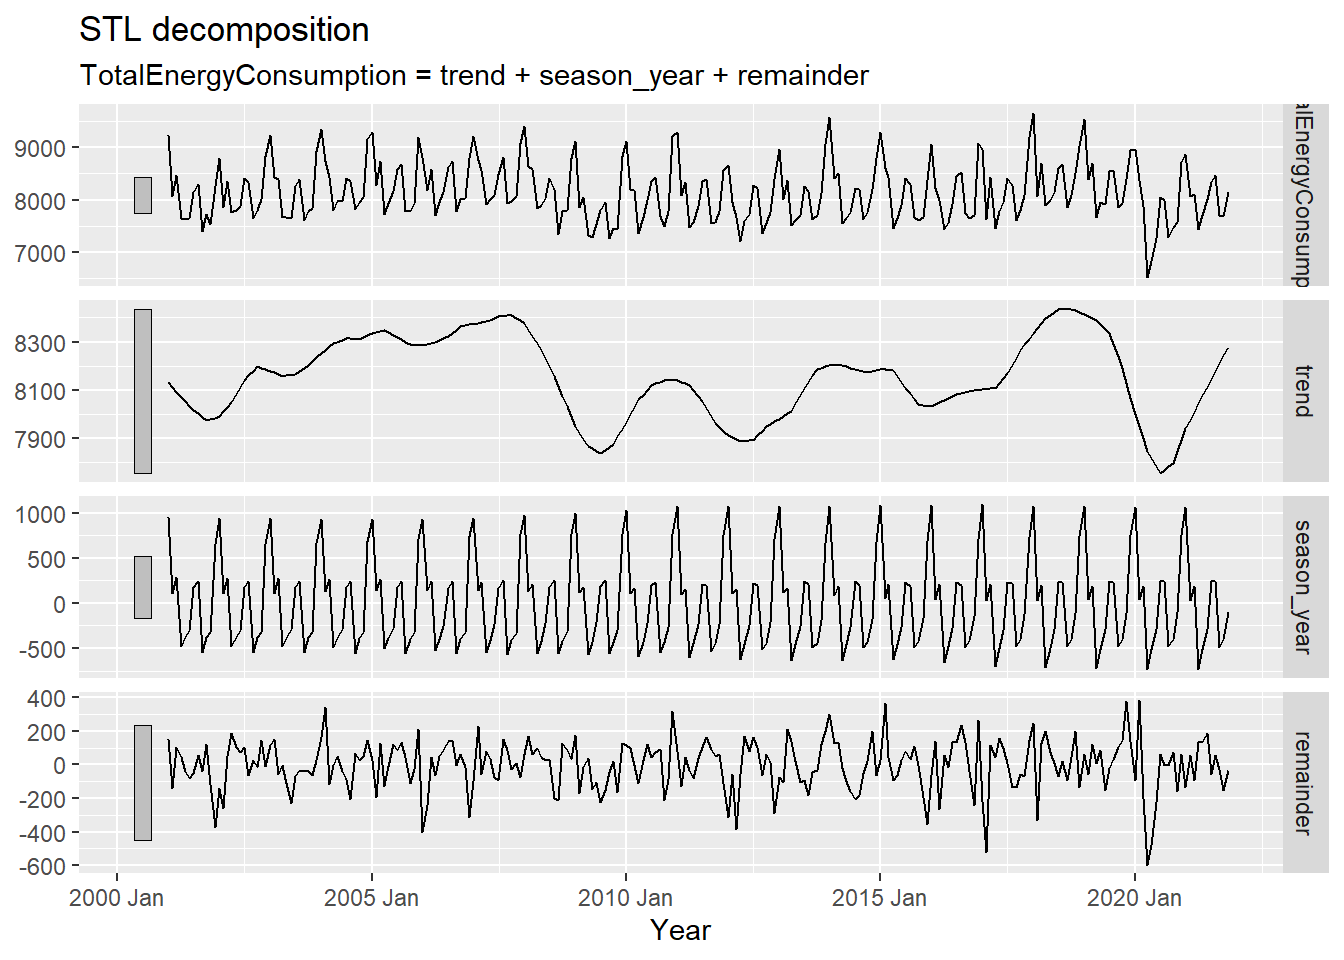 STL decomposition
TotalEnergyConsumption = trend + season_year + remainder
9000
8000
7000
alEnergyConsump
8300
8100
7900
trend
1000
500
0
-500
season_year
400
200
0
-200
-400
-600
remainder
2000 Jan
2005 Jan
2010 Jan
2015 Jan
2020 Jan
Year